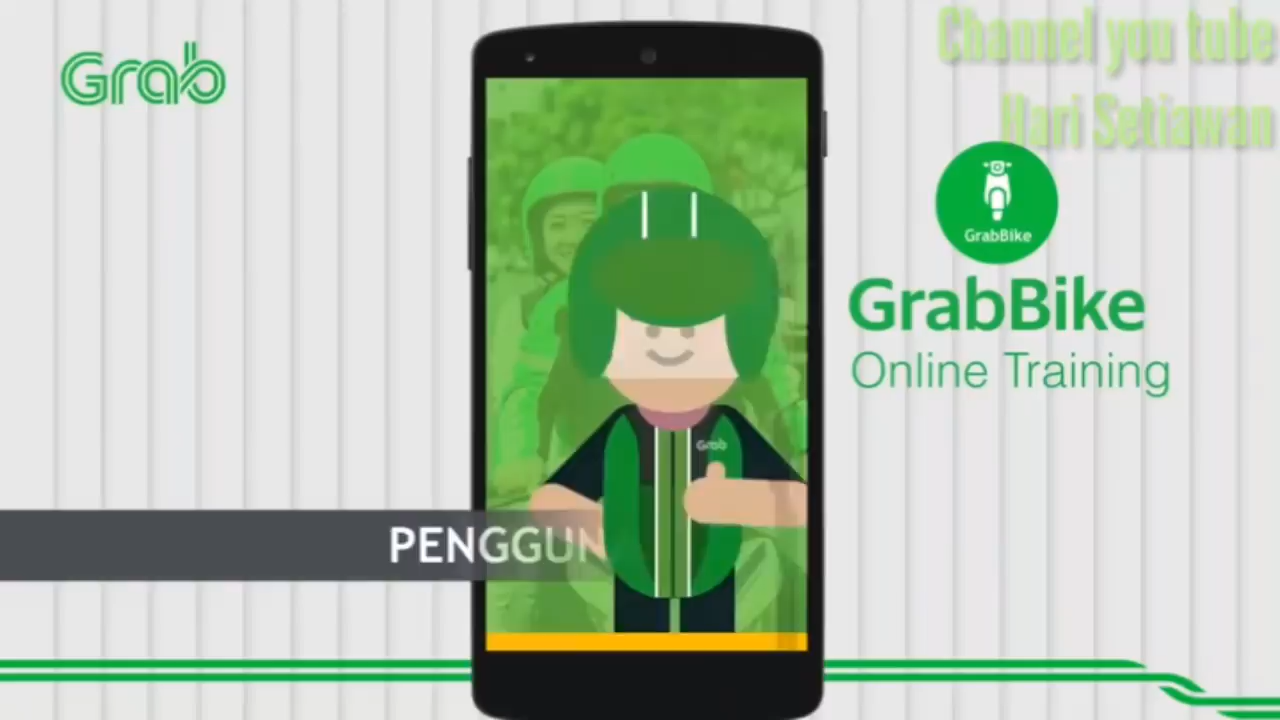 Grab
Channel you tube
Hari Setiawan
GrabBike
GrabBike
Online Training
Grab
PENGGUN